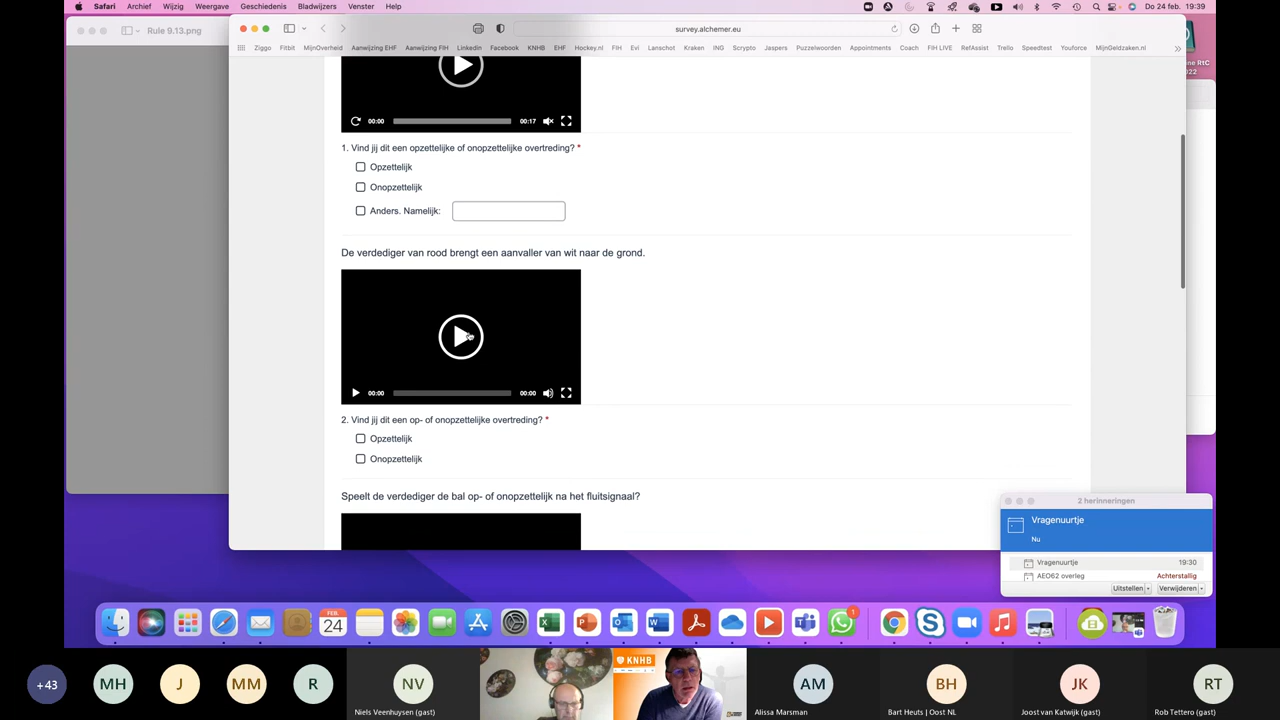 Safari Archief Wijzig Weergave Geschiedenis Bladwijzers Venster Help
Do 24 feb. 19:39
Rule 9.13.png
survey.alchemer.eu
Ziggo Fitbit MijnOverheid Aanwijzing EHF Aanwijzing FIH Linkedin Facebook KNHB EHF Hockey.nl FIH Evi Lanschot Kraken ING Scrypto Jaspers Puzzelwoorden Appointments Coach FIH LIVE RefAssist Trello Speedtest Youforce MijnGeldzaken.nl
ne RtC
2022
00:00 00:17
1. Vind jij dit een opzettelijke of onopzettelijke overtreding? *
Opzettelijk
Onopzettelijk
Anders. Namelijk:
De verdediger van rood brengt een aanvaller van wit naar de grond.
00:00 00:00
2. Vind jij dit een op- of onopzettelijke overtreding? *
Opzettelijk
Onopzettelijk
Speelt de verdediger de bal op- of onopzettelijk na het fluitsignaal?
2 herinneringen
Vragenuurtje
Nu
Vragenuurtje 19:30
AEO62 overleg Achterstallig
Uitstellen Verwijderen
FEB.
24
1
+43 MH J MM R NV KNHB AM BH JK RT
Niels Veenhuysen (gast) Alissa Marsman Bart Heuts | Oost NL Joost van Katwijk (gast) Rob Tettero (gast)